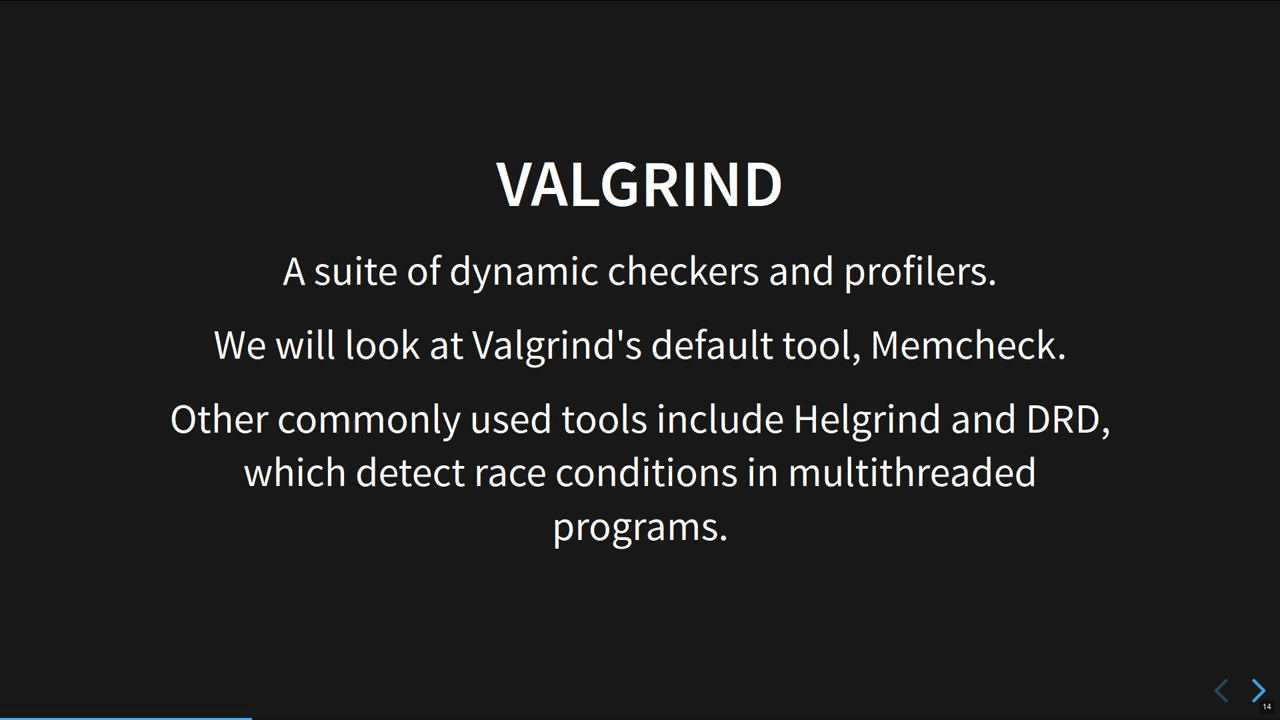 VALGRIND
A suite of dynamic checkers and profilers.
We will look at Valgrind's default tool, Memcheck.
Other commonly used tools include Helgrind and DRD,
which detect race conditions in multithreaded
programs.
14